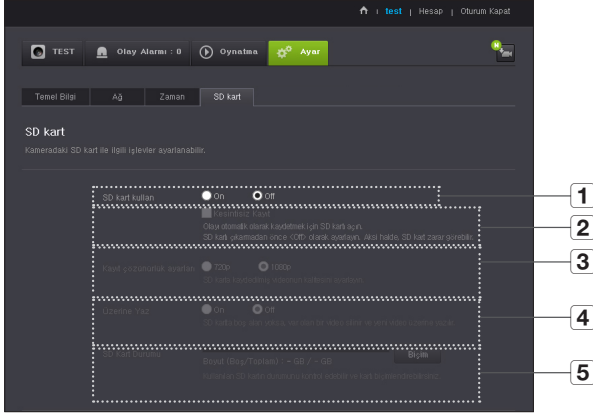 test | Hesap | Oturum Kapat
TEST
Olay Alarmı : 0
Oynatma
Ayar
Temel Bilgi
Ağ
Zaman
SD kart
SD kart
Kameradaki SD kart ile ilgili işlevler ayarlanabilir.
SD kart kullan On Off
1
Kesintisiz Kayıt
Olayı otomatik olarak kaydetmek için SD kartı açın.
SD kartı çıkarmadan önce <Off> olarak ayarlayın. Aksi halde, SD kart zarar görebilir.
2
Kayıt çözünürlük ayarları 720p 1080p
3
Üzerine Yaz On Off
4
SD Kart Durumu
Boyut (Boş/Toplam) : - GB / - GB
Biçim
5